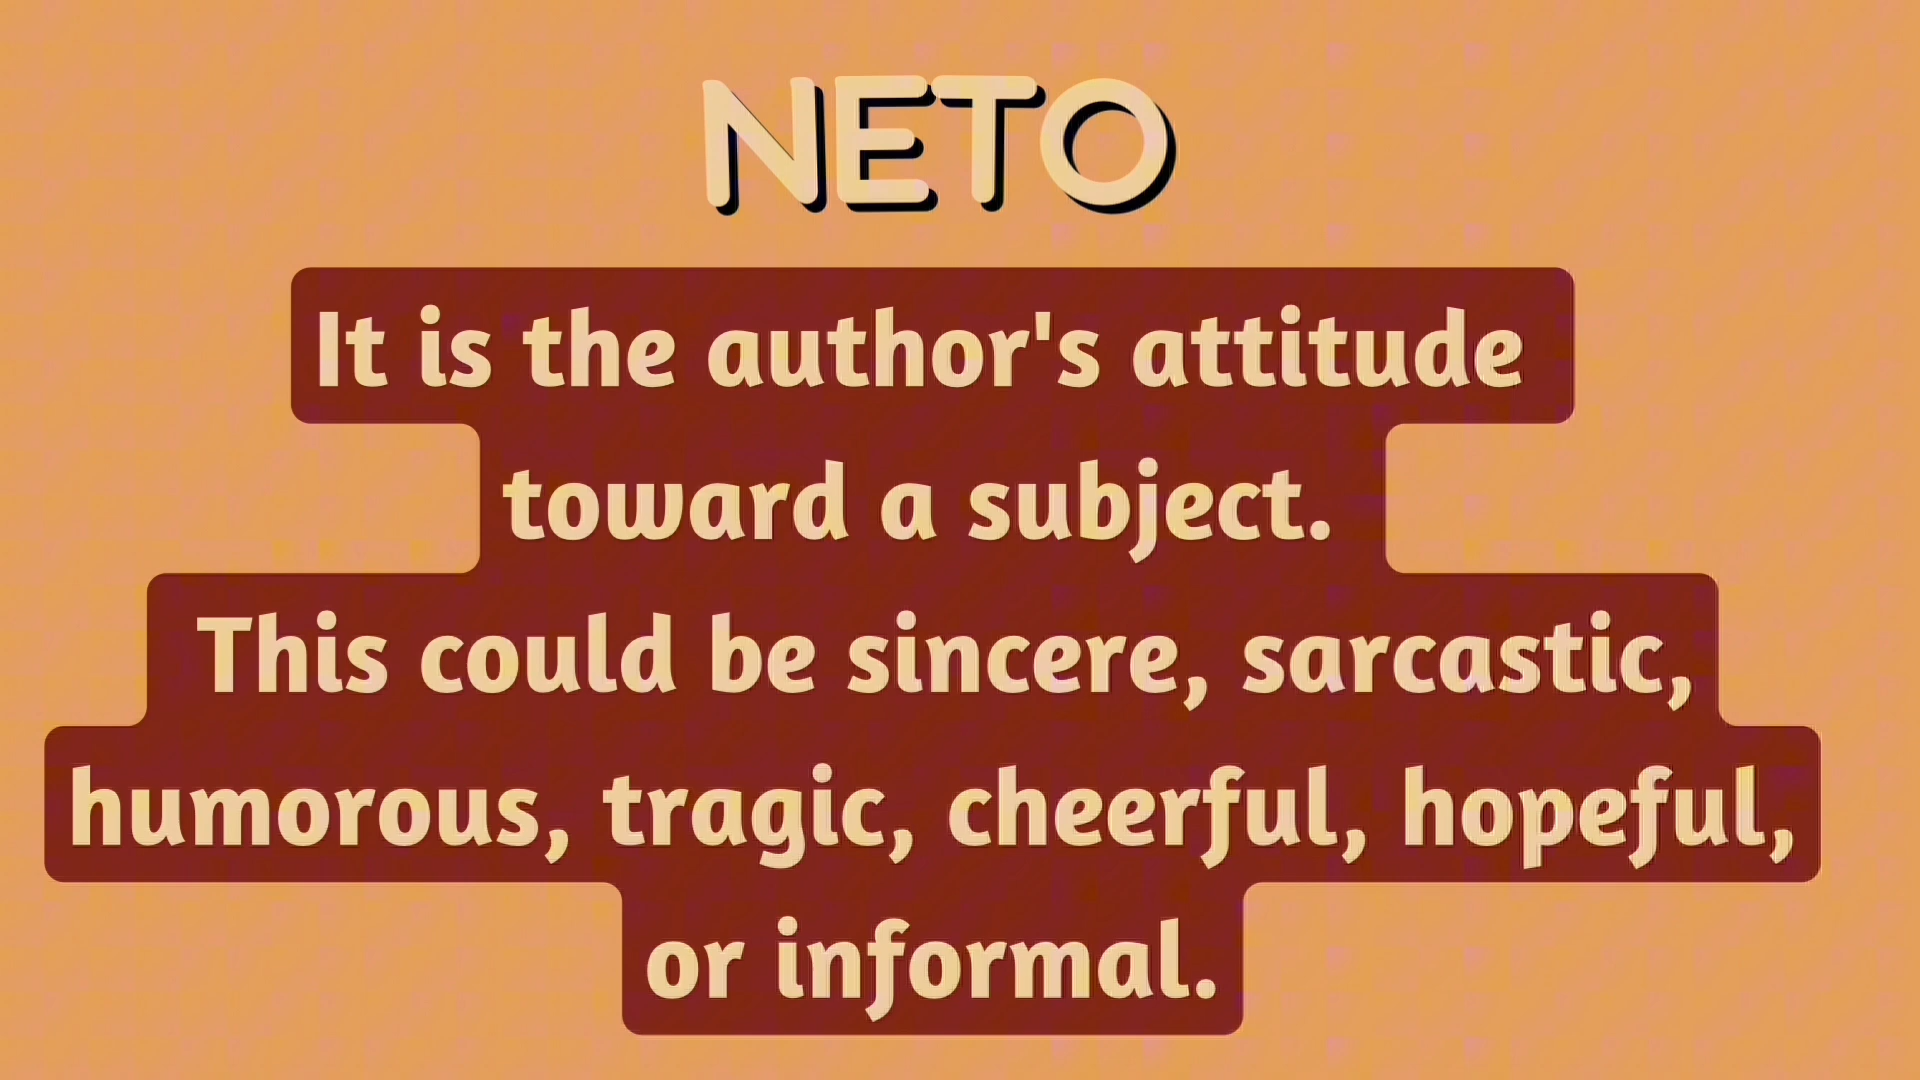 NETO
It is the author's attitude
toward a subject.
This could be sincere, sarcastic,
humorous, tragic, cheerful, hopeful,
or informal.